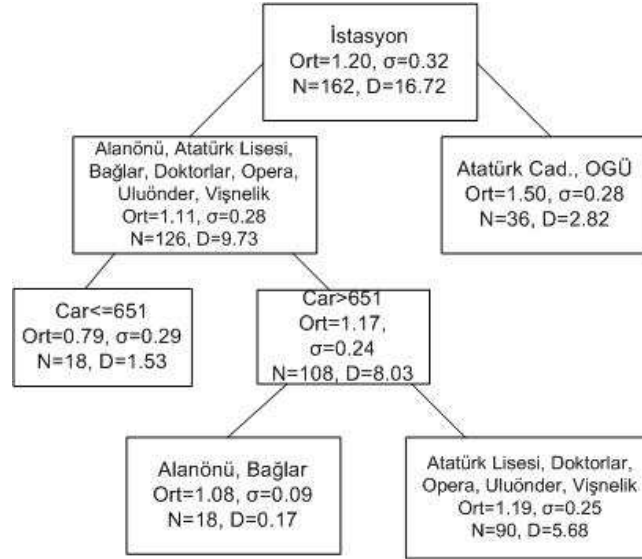 İstasyon
Ort=1.20, σ=0.32
N=162, D=16.72
Alanönü, Atatürk Lisesi,
Bağlar, Doktorlar, Opera,
Uluönder, Vişnelik
Ort=1.11, σ=0.28
N=126, D=9.73
Atatürk Cad., OGÜ
Ort=1.50, σ=0.28
N=36, D=2.82
Car<=651
Ort=0.79, σ=0.29
N=18, D=1.53
Car>651
Ort=1.17,
σ=0.24
N=108, D=8.03
Alanönü, Bağlar
Ort=1.08, σ=0.09
N=18, D=0.17
Atatürk Lisesi, Doktorlar,
Opera, Uluönder, Vişnelik
Ort=1.19, σ=0.25
N=90, D=5.68